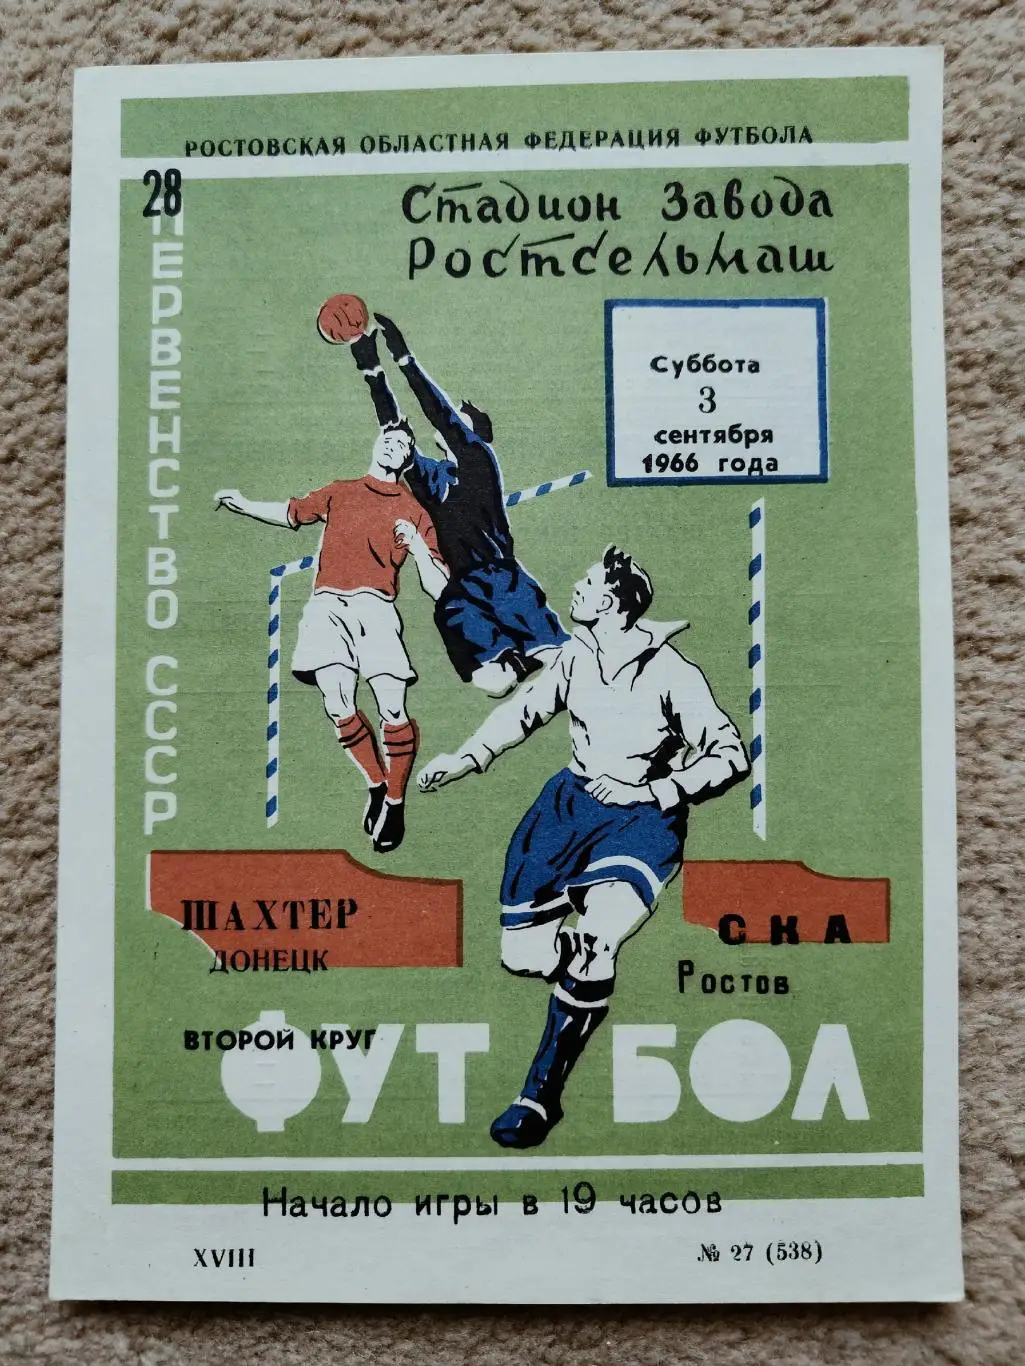 РОСТОВСКАЯ ОБЛАСТНАЯ ФЕДЕРАЦИЯ ФУТБОЛА
28
ПЕРВЕНСТВО СССР
Стадион Завода
Ростсельмаш
Суббота
3
сентября
1966 года
ШАХТЕР
ДОНЕЦК
СКА
Ростов
ВТОРОЙ КРУГ
ФУТБОЛ
Начало игры в 19 часов
XVIII
№ 27 (538)